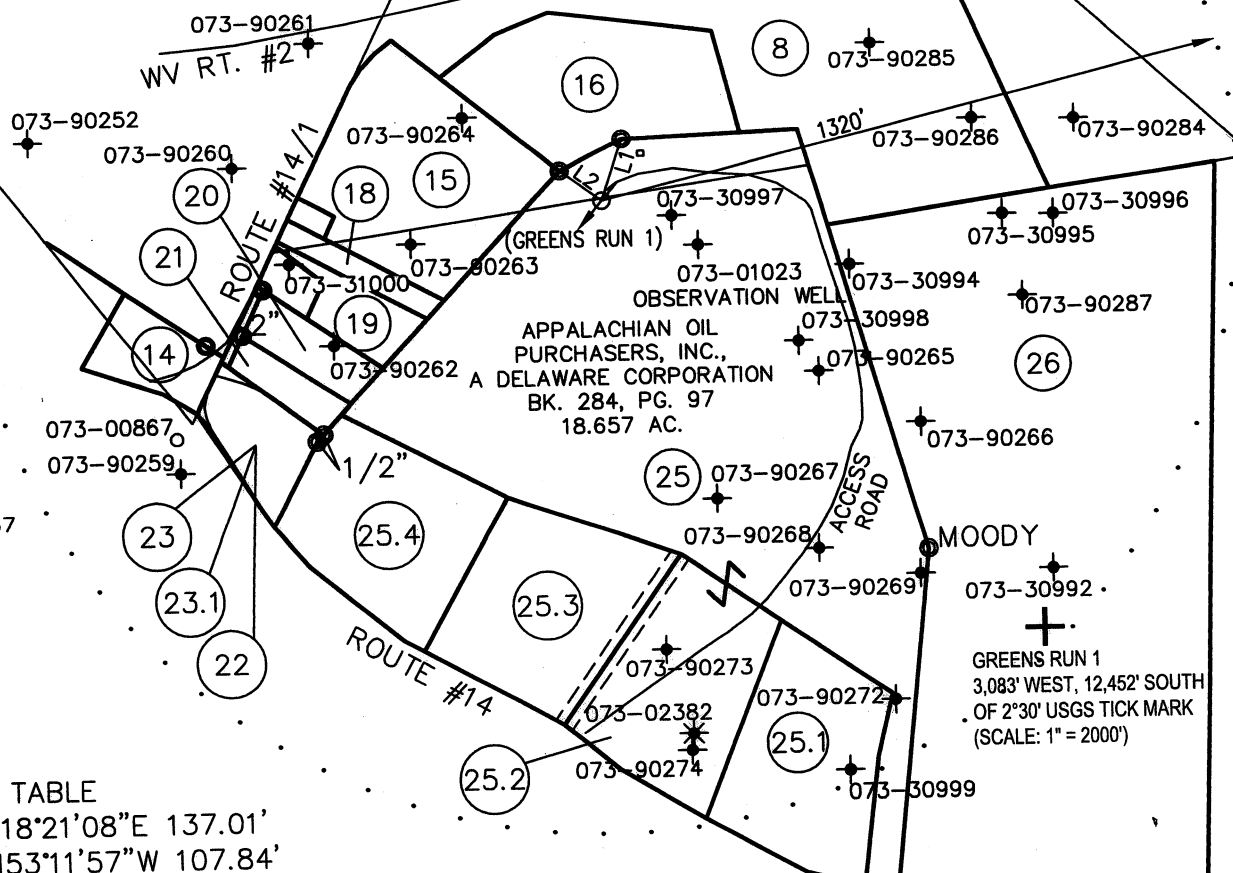 073-90261
WV RT. #2
8
073-90285
16
1320'
073-90286
073-90284
073-90252
073-90264
073-90260
ROUTE #14/1
15
L1
L2
20
18
073-30997
073-30996
(GREENS RUN 1)
073-30995
073-90263
073-01023
21
073-31000
073-30994
OBSERVATION WELL
073-90287
19
073-30998
2"
14
APPALACHIAN OIL
PURCHASERS, INC.,
A DELAWARE CORPORATION
BK. 284, PG. 97
18.657 AC.
073-90265
26
073-90262
073-00867
073-90266
073-90259
1/2"
25
073-90267
ACCESS
ROAD
7
23
25.4
073-90268
MOODY
073-90269
073-30992
23.1
25.3
22
ROUTE #14
073-90273
GREENS RUN 1
3,083' WEST, 12,452' SOUTH
OF 2°30' USGS TICK MARK
(SCALE: 1" = 2000')
073-90272
073-02382
25.1
25.2
073-90274
073-30999
TABLE
18°21'08"E 137.01'
53°11'57"W 107.84'